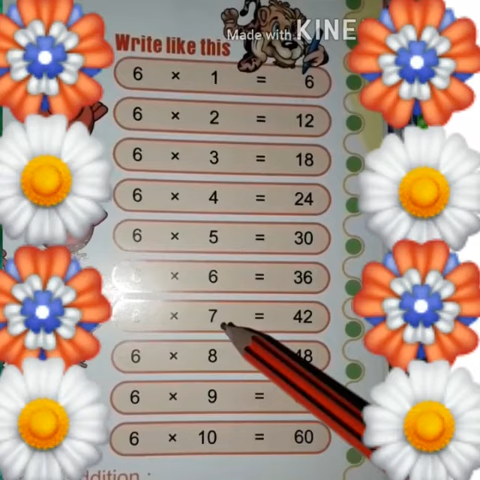 Made with KINE
Write like this
6 × 1 = 6
6 × 2 = 12
6 × 3 = 18
6 × 4 = 24
6 × 5 = 30
× 6 = 36
× 7 = 42
6 × 8 48
6 × 9 =
6 × 10 = 60
ddition :